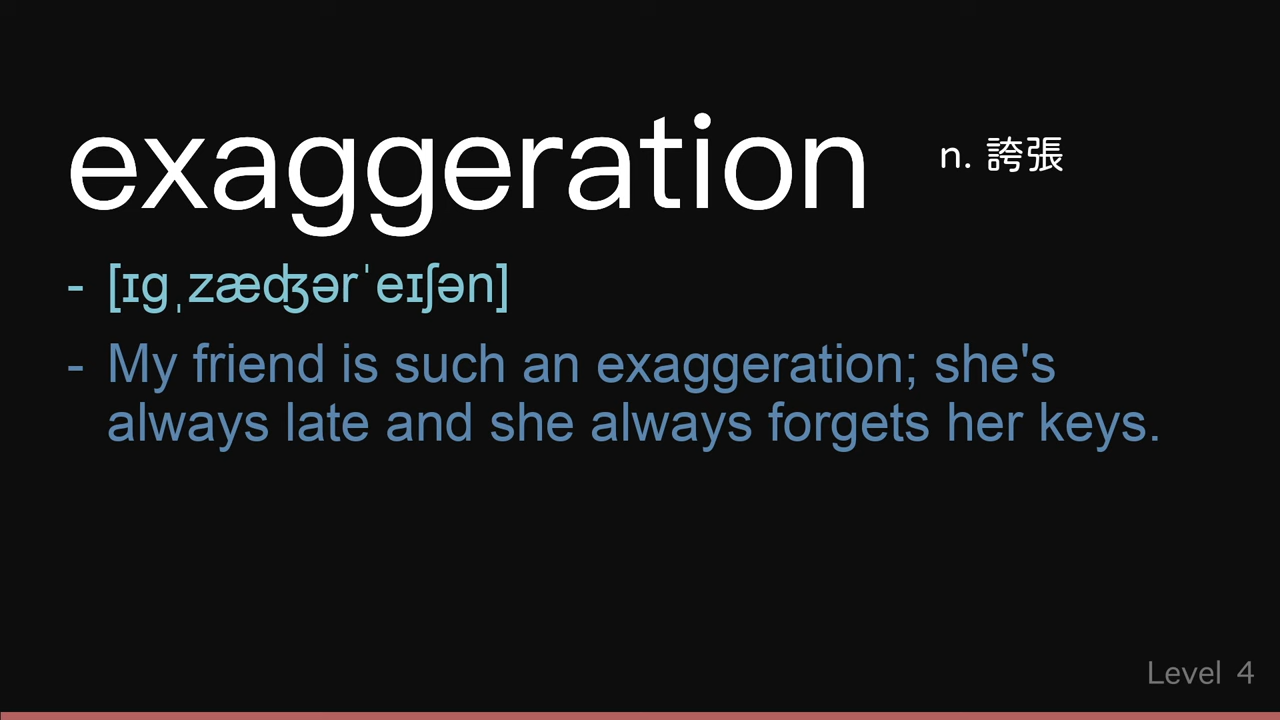 exaggeration n. 誇張
- [ɪgˌzæʤərˈeɪʃən]
- My friend is such an exaggeration; she's
always late and she always forgets her keys.
Level 4